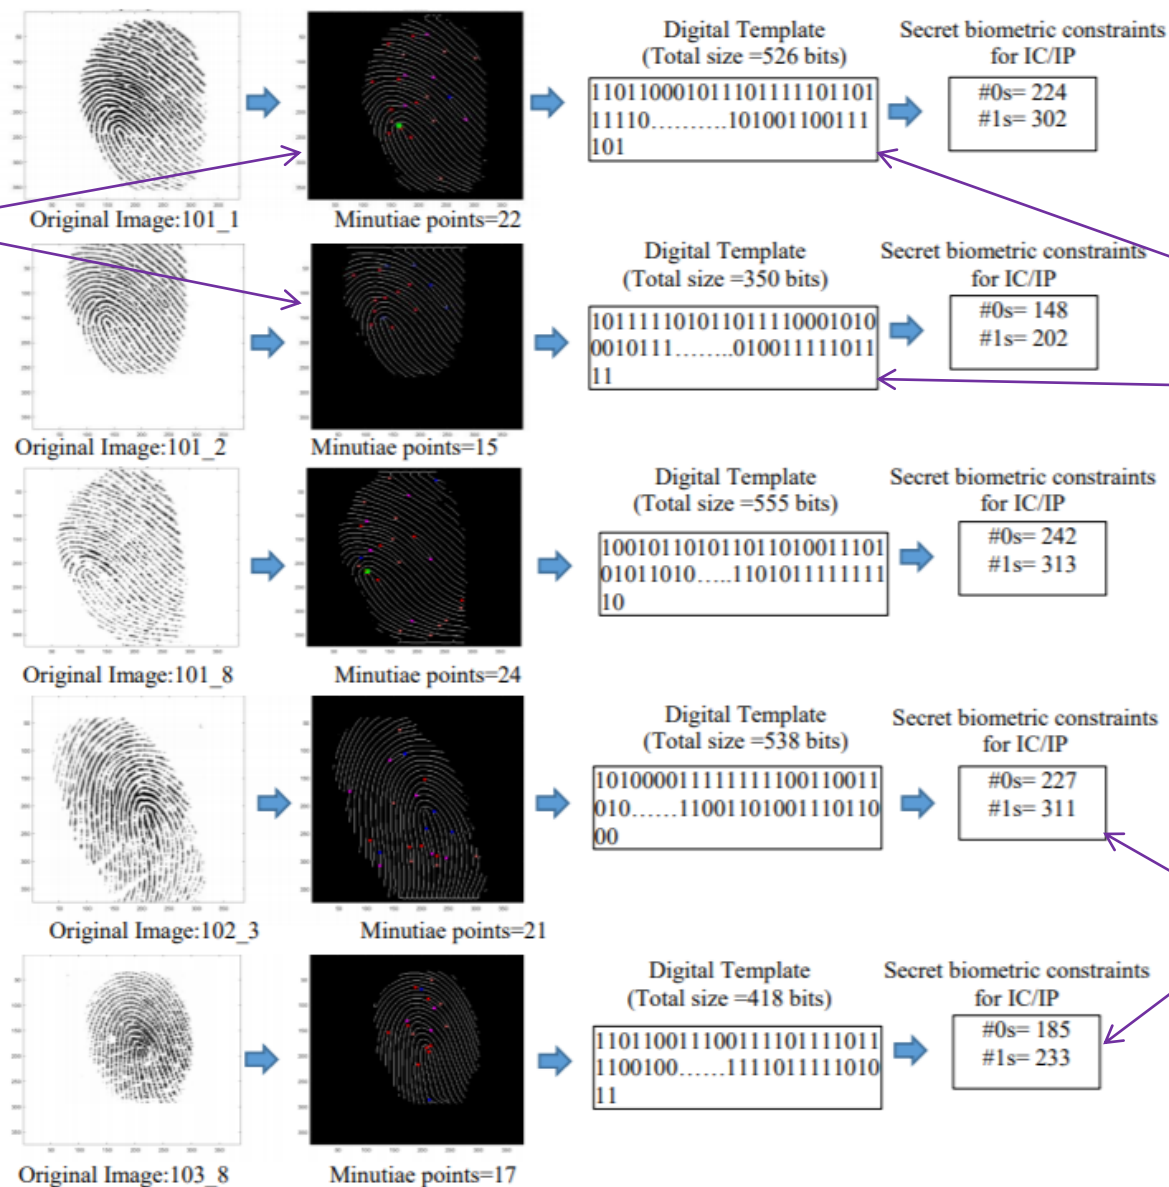 Digital Template
(Total size =526 bits)
Secret biometric constraints
for IC/IP
110110001011101111101101
11110..........101001100111
101
#0s= 224
#1s= 302
Original Image:101_1
Minutiae points=22
Digital Template
(Total size =350 bits)
Secret biometric constraints
for IC/IP
1011111010110111100001010
0010111........010011111011
11
#0s= 148
#1s= 202
Original Image:101_2
Minutiae points=15
Digital Template
(Total size =555 bits)
Secret biometric constraints
for IC/IP
100101101011011010011101
01011010.....11010111111111
10
#0s= 242
#1s= 313
Original Image:101_8
Minutiae points=24
Digital Template
(Total size =538 bits)
Secret biometric constraints
for IC/IP
1010000111111111100110011
010......11001101001110110
00
#0s= 227
#1s= 311
Original Image:102_3
Minutiae points=21
Digital Template
(Total size =418 bits)
Secret biometric constraints
for IC/IP
1101100111001111101111011
1100100......1111011111010
11
#0s= 185
#1s= 233
Original Image:103_8
Minutiae points=17